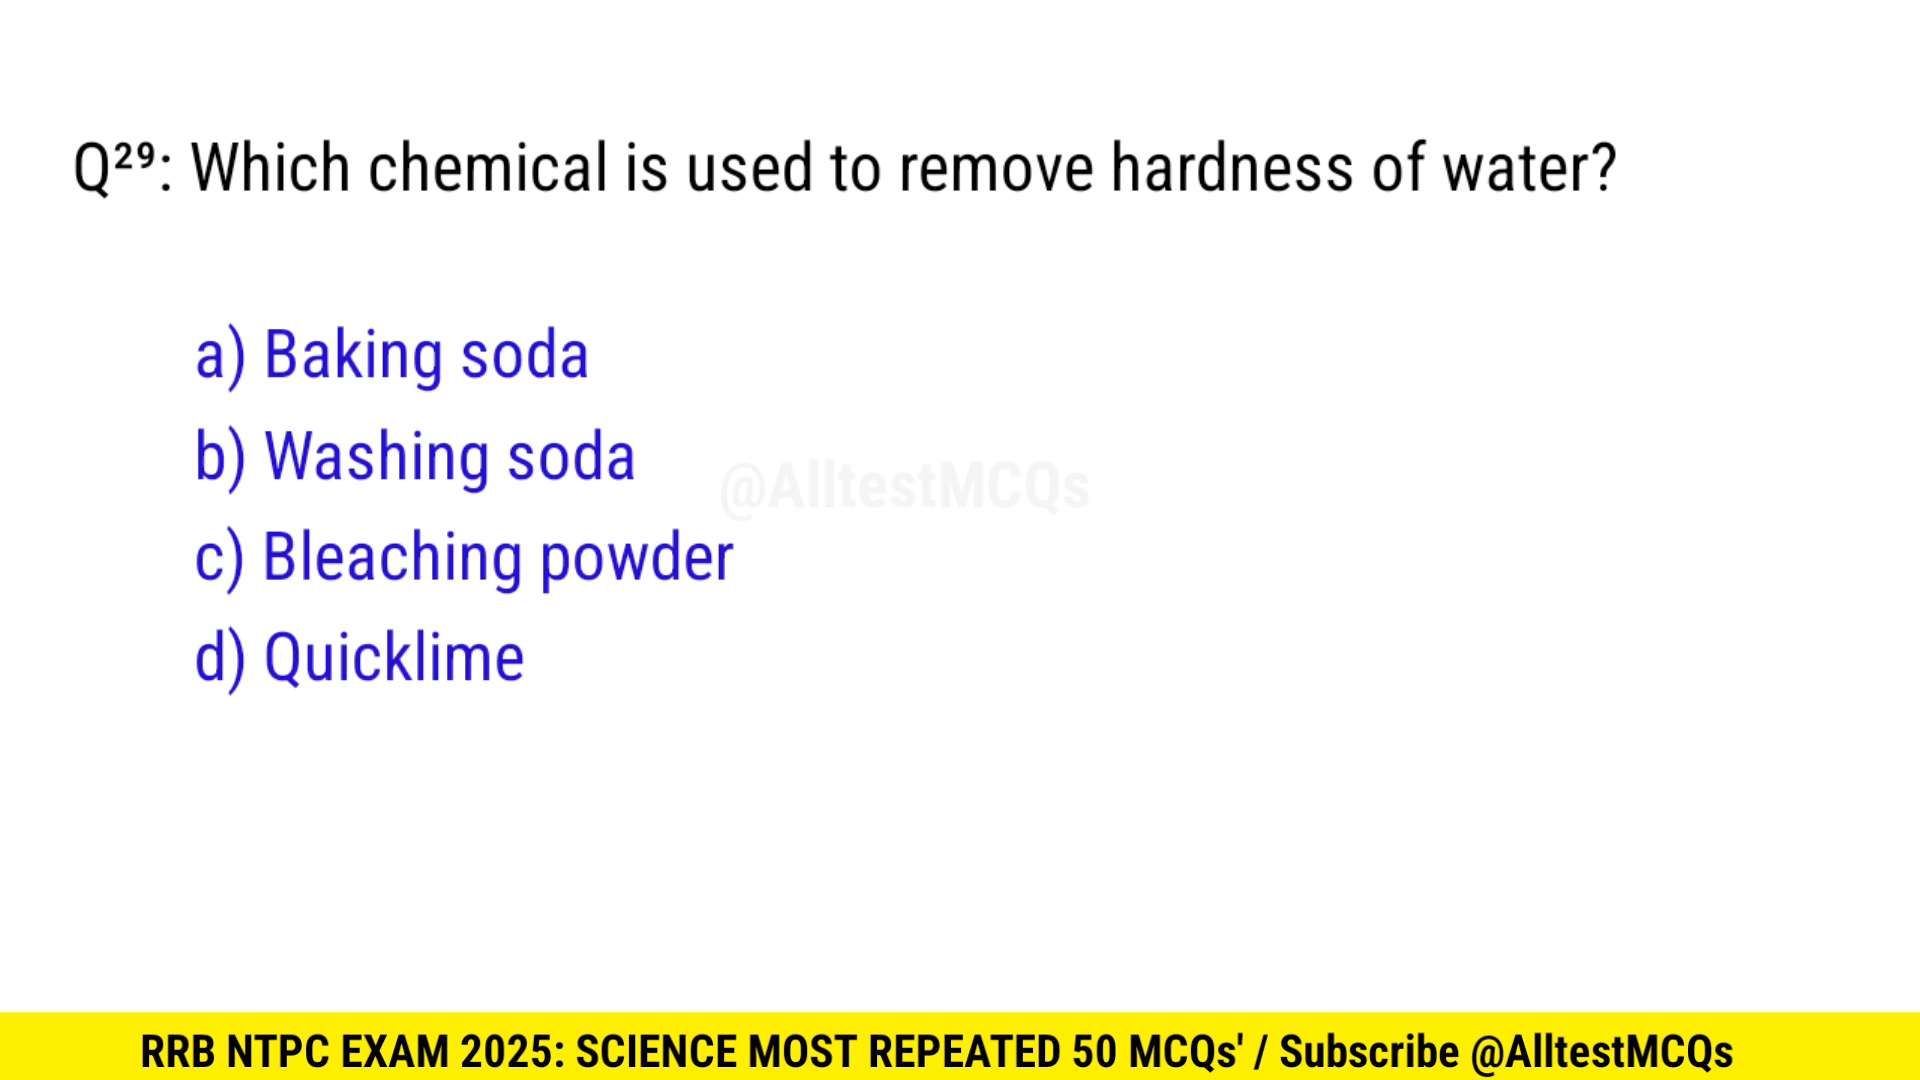 Q²⁹: Which chemical is used to remove hardness of water?
a) Baking soda
b) Washing soda
@AlltestMCQs
c) Bleaching powder
d) Quicklime
RRB NTPC EXAM 2025: SCIENCE MOST REPEATED 50 MCQs' / Subscribe @AlltestMCQs